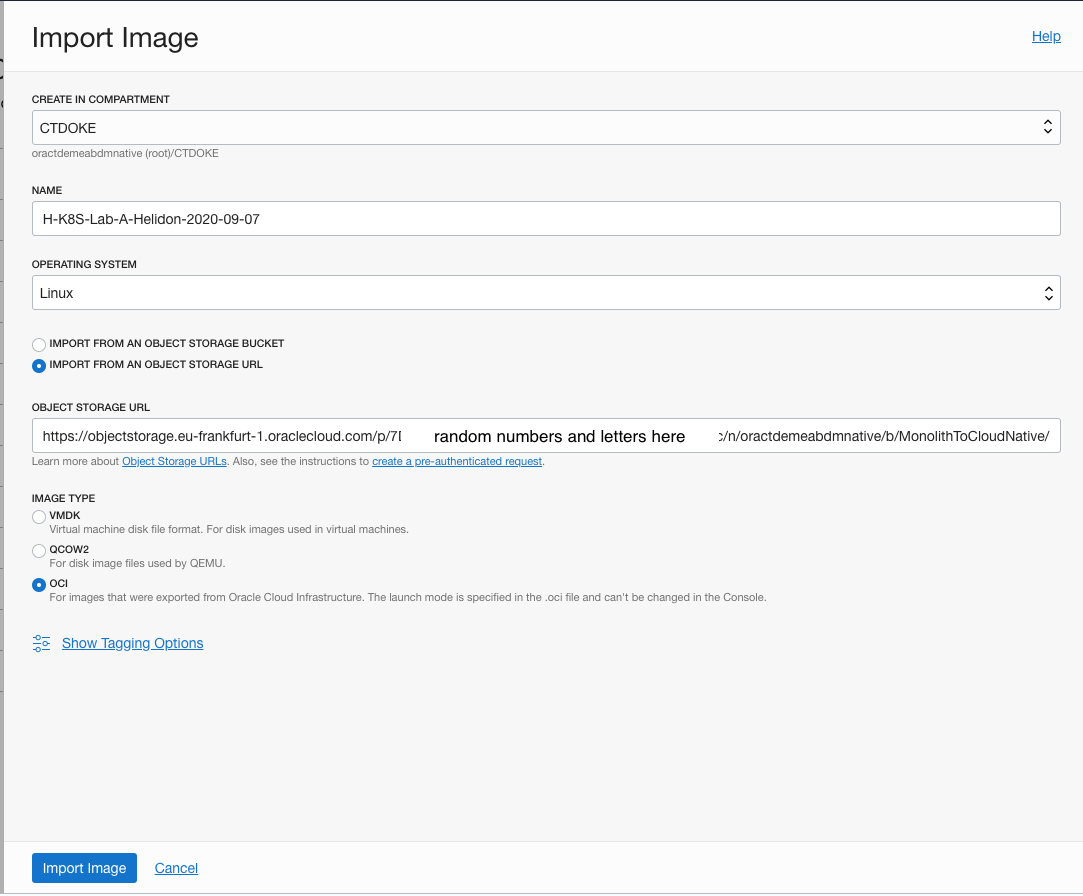 Import Image
Help
CREATE IN COMPARTMENT
CTDOKE
oractdemeabdmnative (root)/CTDOKE
NAME
H-K8S-Lab-A-Helidon-2020-09-07
OPERATING SYSTEM
Linux
IMPORT FROM AN OBJECT STORAGE BUCKET
IMPORT FROM AN OBJECT STORAGE URL
OBJECT STORAGE URL
https://objectstorage.eu-frankfurt-1.oraclecloud.com/p/7 random numbers and letters here /n/oractdemeabdmnative/b/MonolithToCloudNative/
Learn more about Object Storage URLs. Also, see the instructions to create a pre-authenticated request.
IMAGE TYPE
VMDK
Virtual machine disk file format. For disk images used in virtual machines.
QCOW2
For disk image files used by QEMU.
OCI
For images that were exported from Oracle Cloud Infrastructure. The launch mode is specified in the .oci file and can't be changed in the Console.
Show Tagging Options
Import Image Cancel